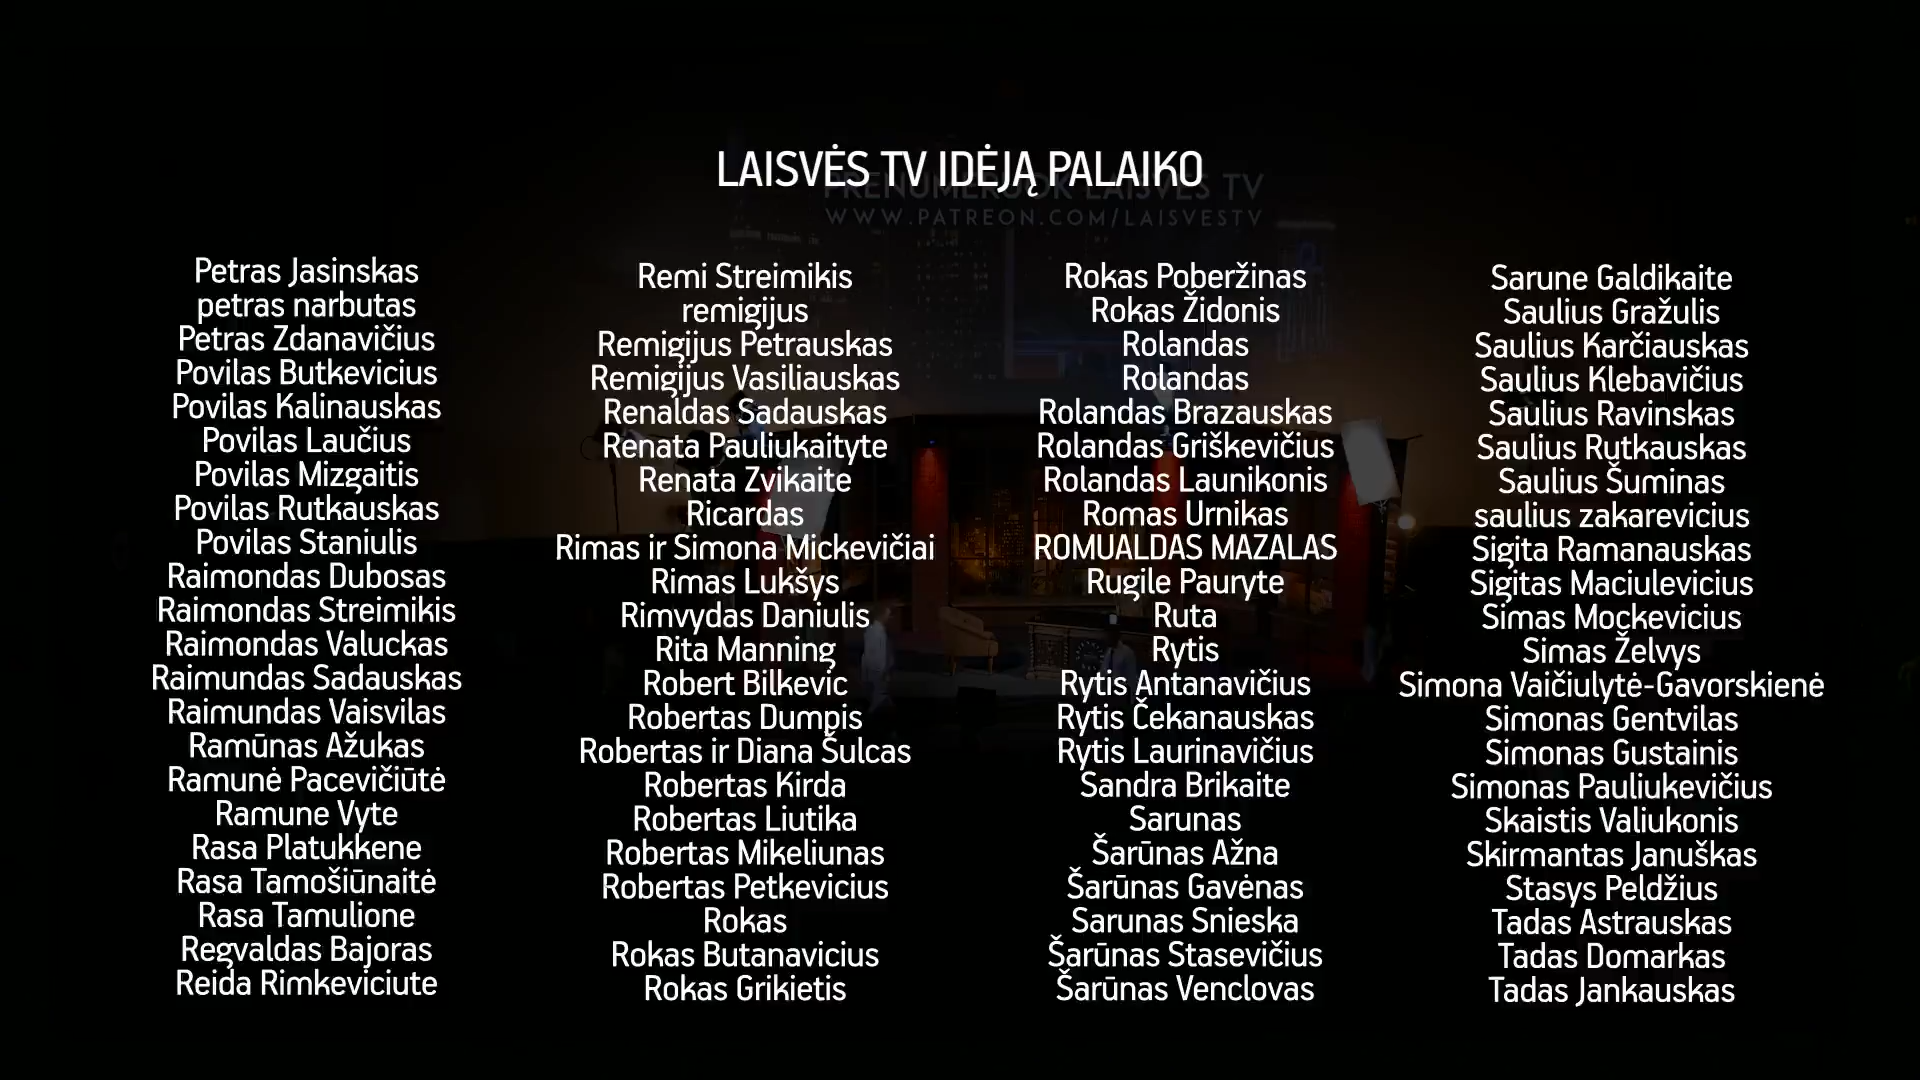 LAISVĖS TV IDĖJĄ PALAIKO
PRENUMERUOK LAISVĖS TV
WWW.PATREON.COM/LAISVESTV
Petras Jasinskas
petras narbutas
Petras Zdanavičius
Povilas Butkevicius
Povilas Kalinauskas
Povilas Laučius
Povilas Mizgaitis
Povilas Rutkauskas
Povilas Staniulis
Raimondas Dubosas
Raimondas Streimikis
Raimondas Valuckas
Raimundas Sadauskas
Raimundas Vaisvilas
Ramūnas Ažukas
Ramunė Pacevičiūtė
Ramune Vyte
Rasa Platukkene
Rasa Tamošiūnaitė
Rasa Tamulione
Regvaldas Bajoras
Reida Rimkeviciute
Remi Streimikis
remigijus
Remigijus Petrauskas
Remigijus Vasiliauskas
Renaldas Sadauskas
Renata Pauliukaityte
Renata Zvikaite
Ricardas
Rimas ir Simona Mickevičiai
Rimas Lukšys
Rimvydas Daniulis
Rita Manning
Robert Bilkevic
Robertas Dumpis
Robertas ir Diana Šulcas
Robertas Kirda
Robertas Liutika
Robertas Mikeliunas
Robertas Petkevicius
Rokas
Rokas Butanavicius
Rokas Grikietis
Rokas Poberžinas
Rokas Židonis
Rolandas
Rolandas
Rolandas Brazauskas
Rolandas Griškevičius
Rolandas Launikonis
Romas Urnikas
ROMUALDAS MAZALAS
Rugile Pauryte
Ruta
Rytis
Rytis Antanavičius
Rytis Čekanauskas
Rytis Laurinavičius
Sandra Brikaite
Sarunas
Šarūnas Ažna
Šarūnas Gavėnas
Sarunas Snieska
Šarūnas Stasevičius
Šarūnas Venclovas
Sarune Galdikaite
Saulius Gražulis
Saulius Karčiauskas
Saulius Klebavičius
Saulius Ravinskas
Saulius Rutkauskas
Saulius Šuminas
saulius zakarevicius
Sigita Ramanauskas
Sigitas Maciulevicius
Simas Mockevicius
Simas Želvys
Simona Vaičiulytė-Gavorskienė
Simonas Gentvilas
Simonas Gustainis
Simonas Pauliukevičius
Skaistis Valiukonis
Skirmantas Januškas
Stasys Peldžius
Tadas Astrauskas
Tadas Domarkas
Tadas Jankauskas